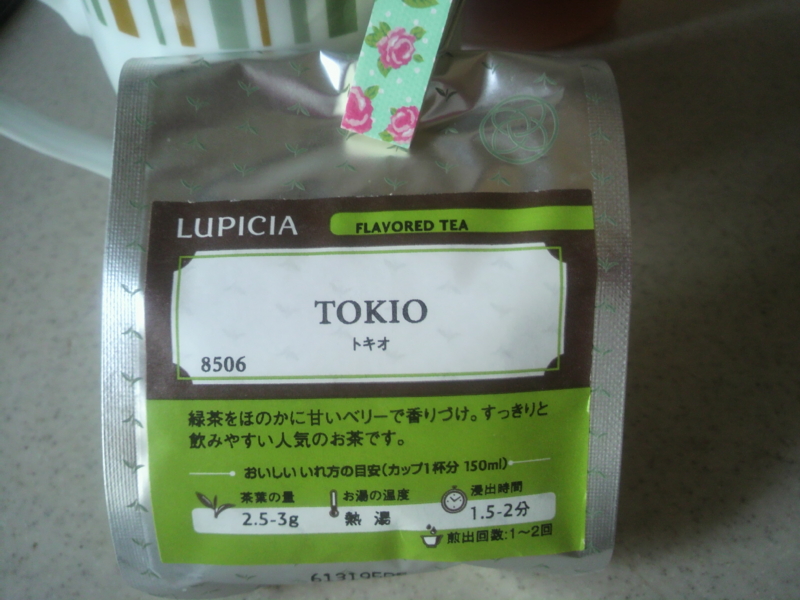 LUPICIA
FLAVORED TEA
TOKIO
トキオ
8506
緑茶をほのかに甘いベリーで香りづけ。すっきりと
飲みやすい人気のお茶です。
おいしいいれ方の目安(カップ1杯分 150ml)
茶葉の量
2.5-3g
お湯の温度
熱湯
浸出時間
1.5-2分
煎出回数:1〜2回